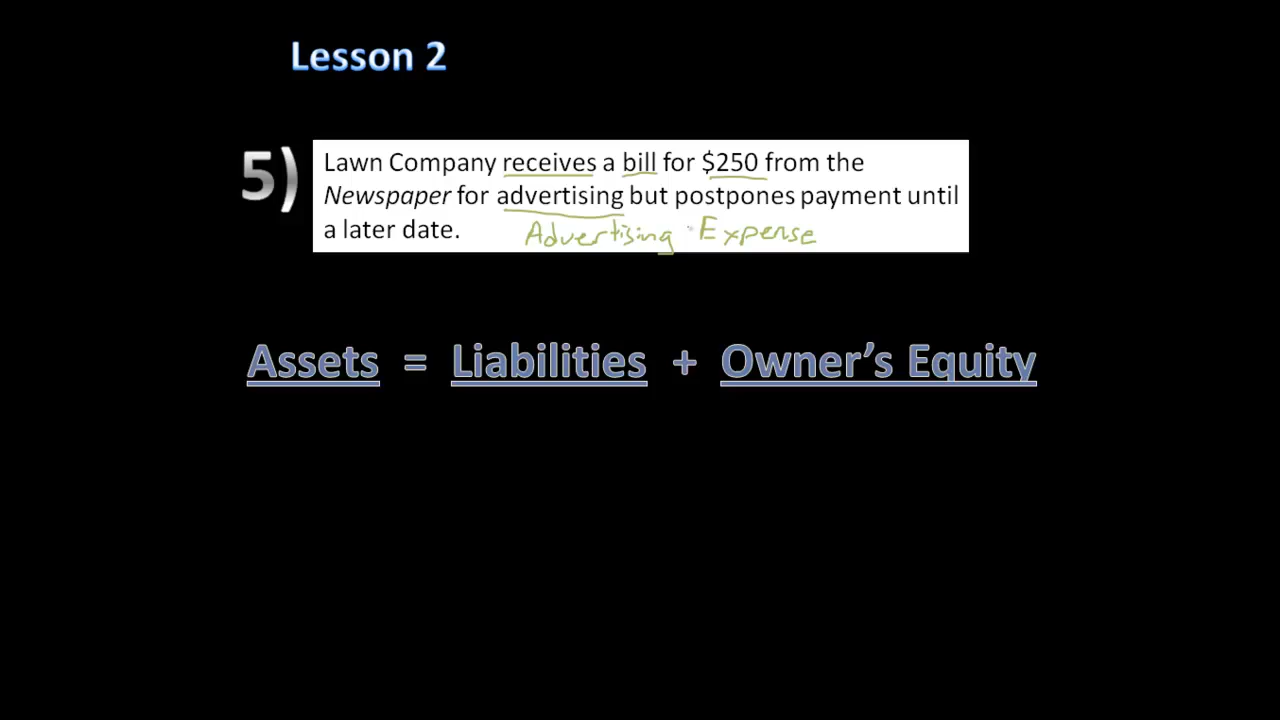 Lesson 2
5) Lawn Company receives a bill for $250 from the
Newspaper for advertising but postpones payment until
a later date. Advertising Expense
Assets = Liabilities + Owner's Equity